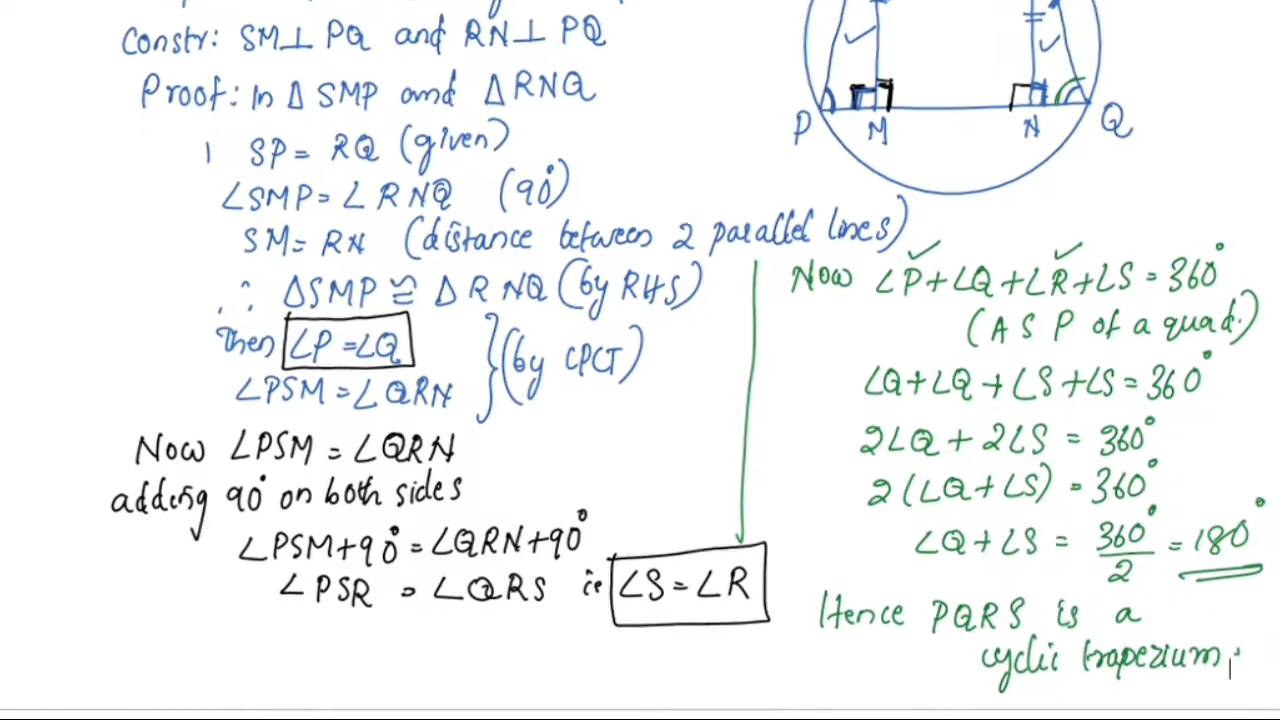 Constr: SM⊥ PQ and RN⊥ PQ
Proof: In Δ SMP and Δ RNQ
SP = RQ (given)
∠SMP = ∠RNQ (90°)
SM = RN (distance between 2 parallel lines)
∴ ΔSMP ≅ ΔRNQ (by RHS)
Then ∠P = ∠Q
∠PSM = ∠QRN
(by CPCT)
Now ∠PSM = ∠QRN
adding 90° on both sides
∠PSM + 90° = ∠QRN + 90°
∠PSR = ∠QRS ie ∠S = ∠R
P M N Q
Now ∠P + ∠Q + ∠R + ∠S = 360°
(A S P of a quad.)
∠Q + ∠Q + ∠S + ∠S = 360°
2∠Q + 2∠S = 360°
2(∠Q + ∠S) = 360°
∠Q + ∠S = 360°/2 = 180°
Hence PQRS is a
cyclic trapezium.